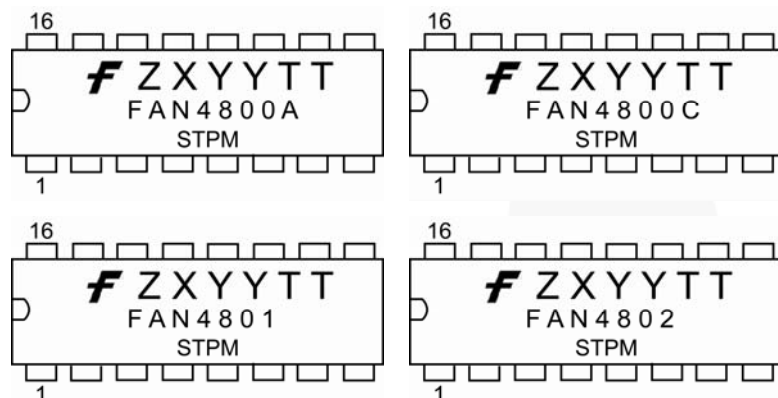 16
ZXYYTT
FAN4800A
STPM
1
16
ZXYYTT
FAN4800C
STPM
1
16
ZXYYTT
FAN4801
STPM
1
16
ZXYYTT
FAN4802
STPM
1